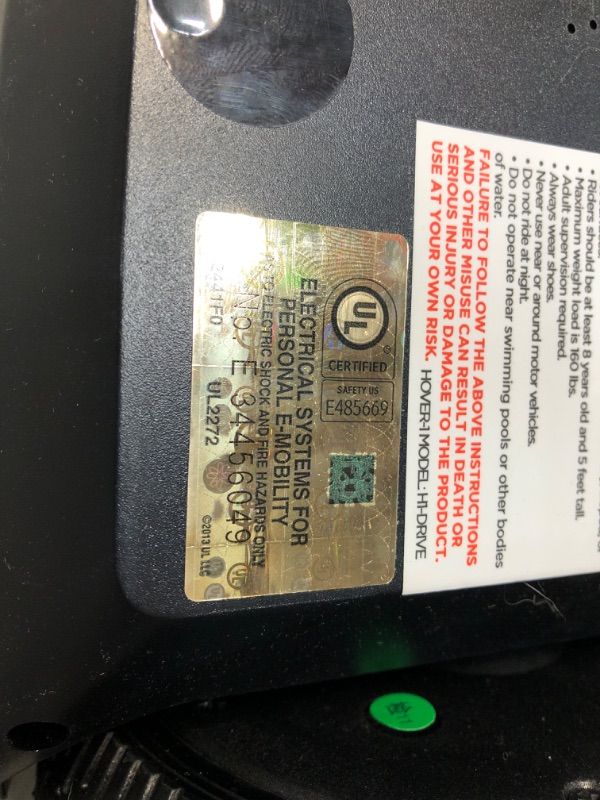 • Riders should be at least 8 years old and 5 feet tall.
• Maximum weight load is 160 lbs.
• Adult supervision required.
• Always wear shoes.
• Never use near or around motor vehicles.
• Do not ride at night.
• Do not operate near swimming pools or other bodies
of water.
FAILURE TO FOLLOW THE ABOVE INSTRUCTIONS
AND OTHER MISUSE CAN RESULT IN DEATH OR
SERIOUS INJURY OR DAMAGE TO THE PRODUCT.
USE AT YOUR OWN RISK. HOVER-1 MODEL: H1-DRIVE
UL
®
CERTIFIED
SAFETY US
E485669
ELECTRICAL SYSTEMS FOR
PERSONAL E-MOBILITY
AS TO ELECTRIC SHOCK AND FIRE HAZARDS ONLY
No. E 34456049
UL2272
©2013 UL LLC